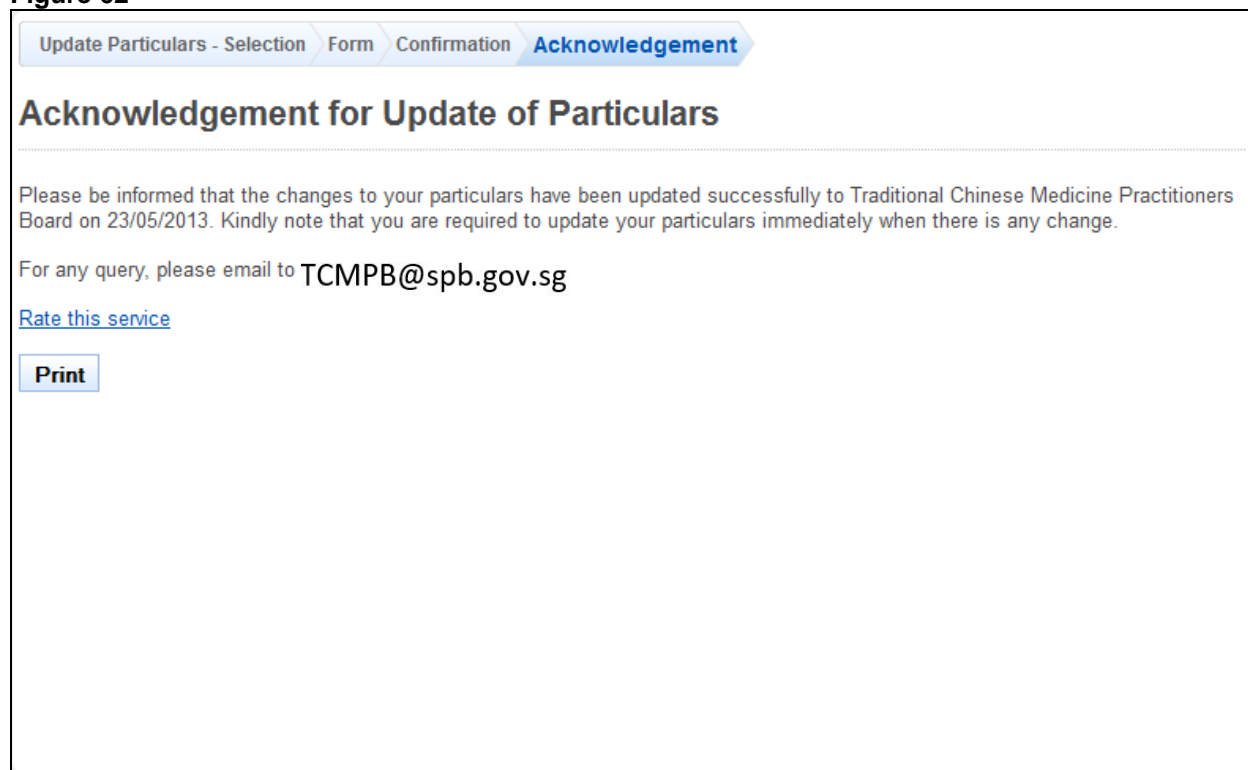 Update Particulars - Selection Form Confirmation Acknowledgement
Acknowledgement for Update of Particulars
Please be informed that the changes to your particulars have been updated successfully to Traditional Chinese Medicine Practitioners
Board on 23/05/2013. Kindly note that you are required to update your particulars immediately when there is any change.
For any query, please email to TCMPB@spb.gov.sg
Rate this service
Print